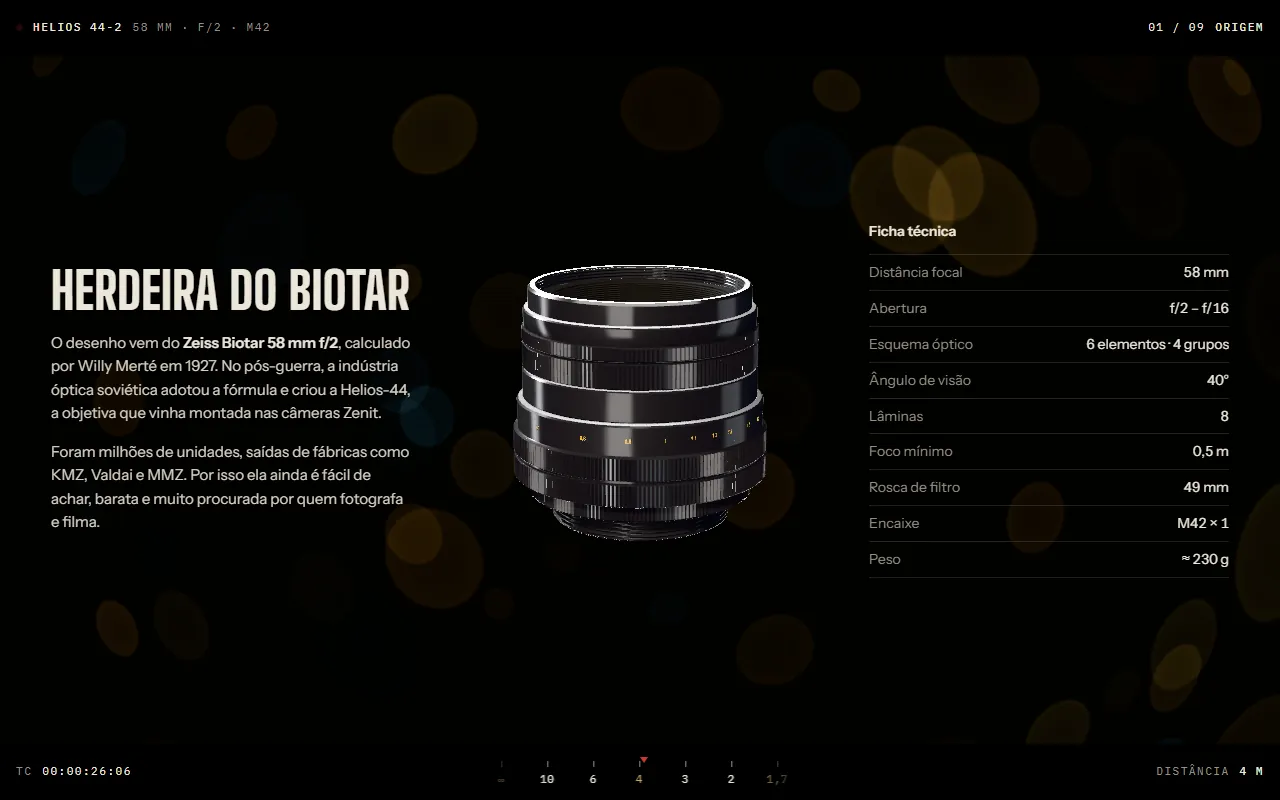 HELIOS 44-2 58 MM · F/2 · M42
01 / 09 ORIGEM
HERDEIRA DO BIOTAR
O desenho vem do Zeiss Biotar 58 mm f/2, calculado
por Willy Merté em 1927. No pós-guerra, a indústria
óptica soviética adotou a fórmula e criou a Helios-44,
a objetiva que vinha montada nas câmeras Zenit.
Foram milhões de unidades, saídas de fábricas como
KMZ, Valdai e MMZ. Por isso ela ainda é fácil de
achar, barata e muito procurada por quem fotografa
e filma.
Ficha técnica
Distância focal 58 mm
Abertura f/2 – f/16
Esquema óptico 6 elementos · 4 grupos
Ângulo de visão 40°
Lâminas 8
Foco mínimo 0,5 m
Rosca de filtro 49 mm
Encaixe M42 × 1
Peso ≈ 230 g
TC 00:00:26:06
∞ 10 6 4 3 2 1,7
DISTÂNCIA 4 M